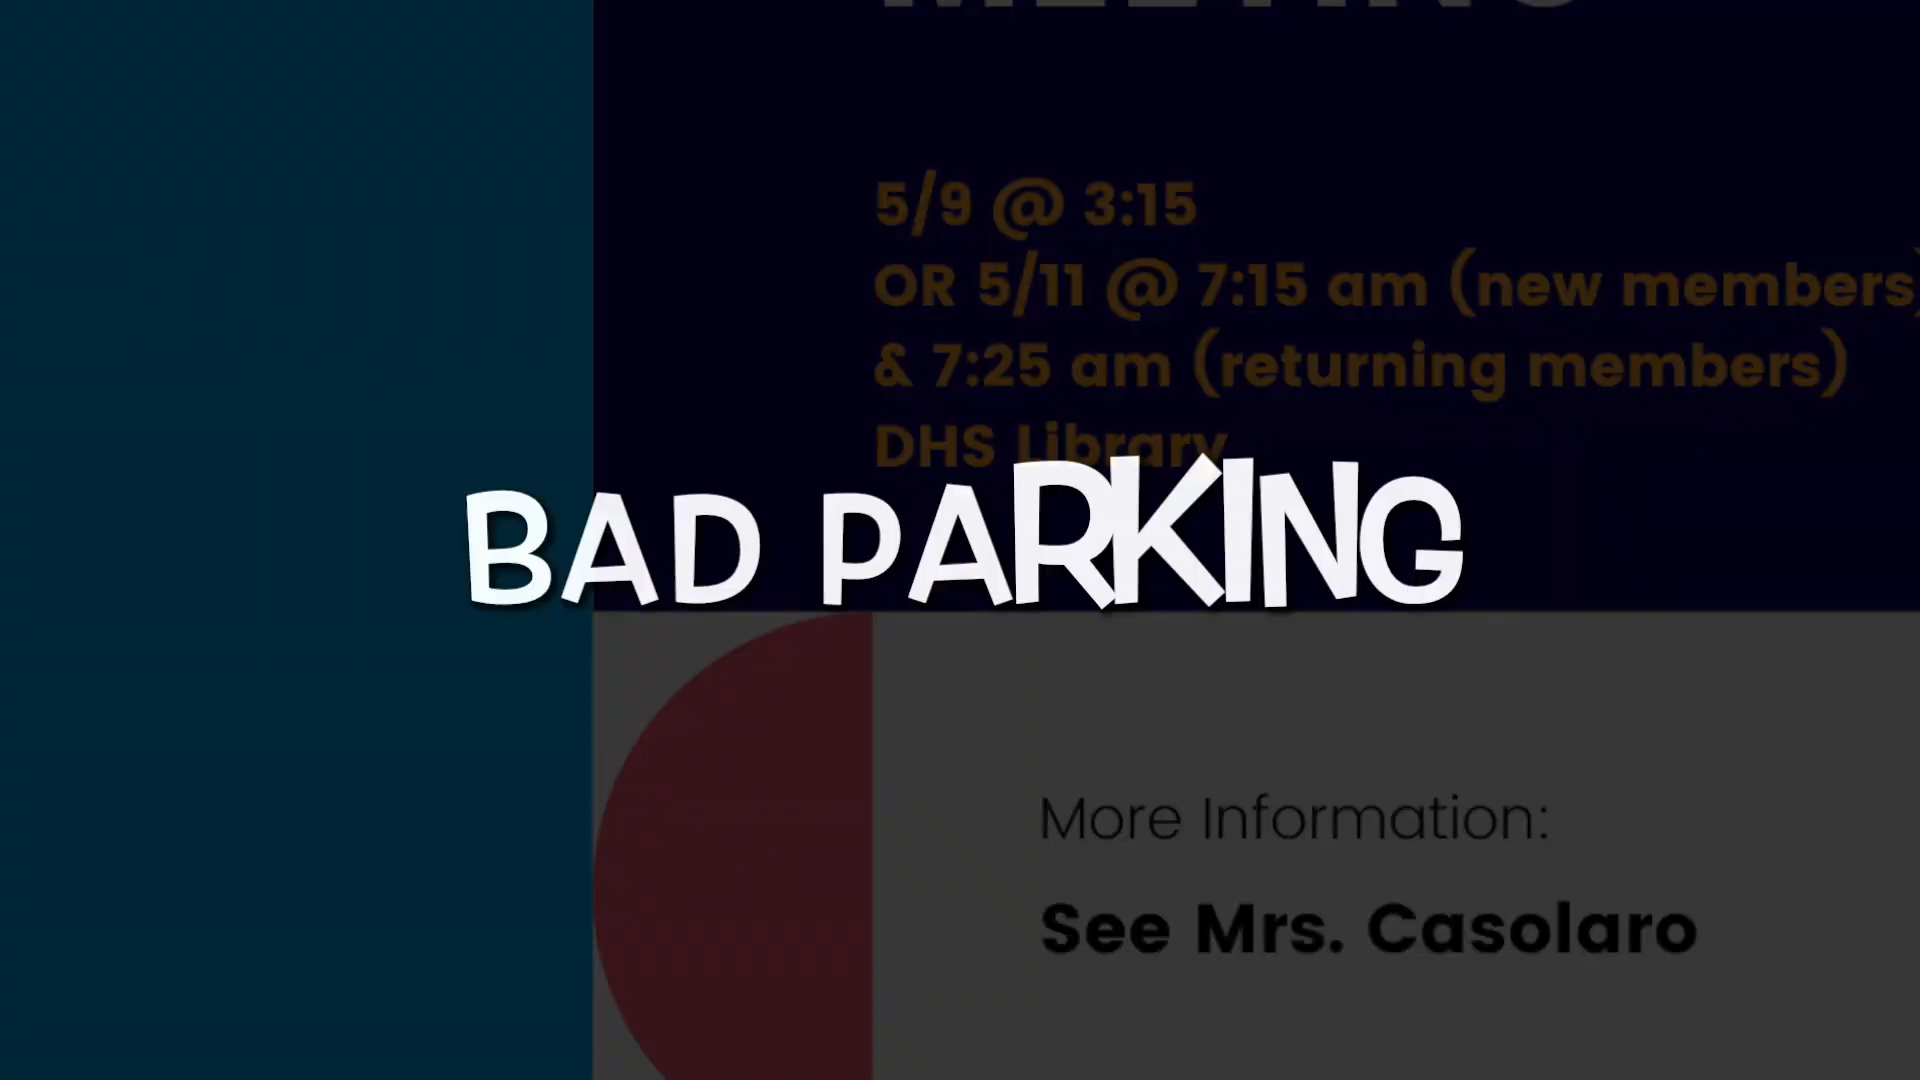 5/9 @ 3:15
OR 5/11 @ 7:15 am (new members)
& 7:25 am (returning members)
DHS Library
BAD PARKING
More Information:
See Mrs. Casolaro